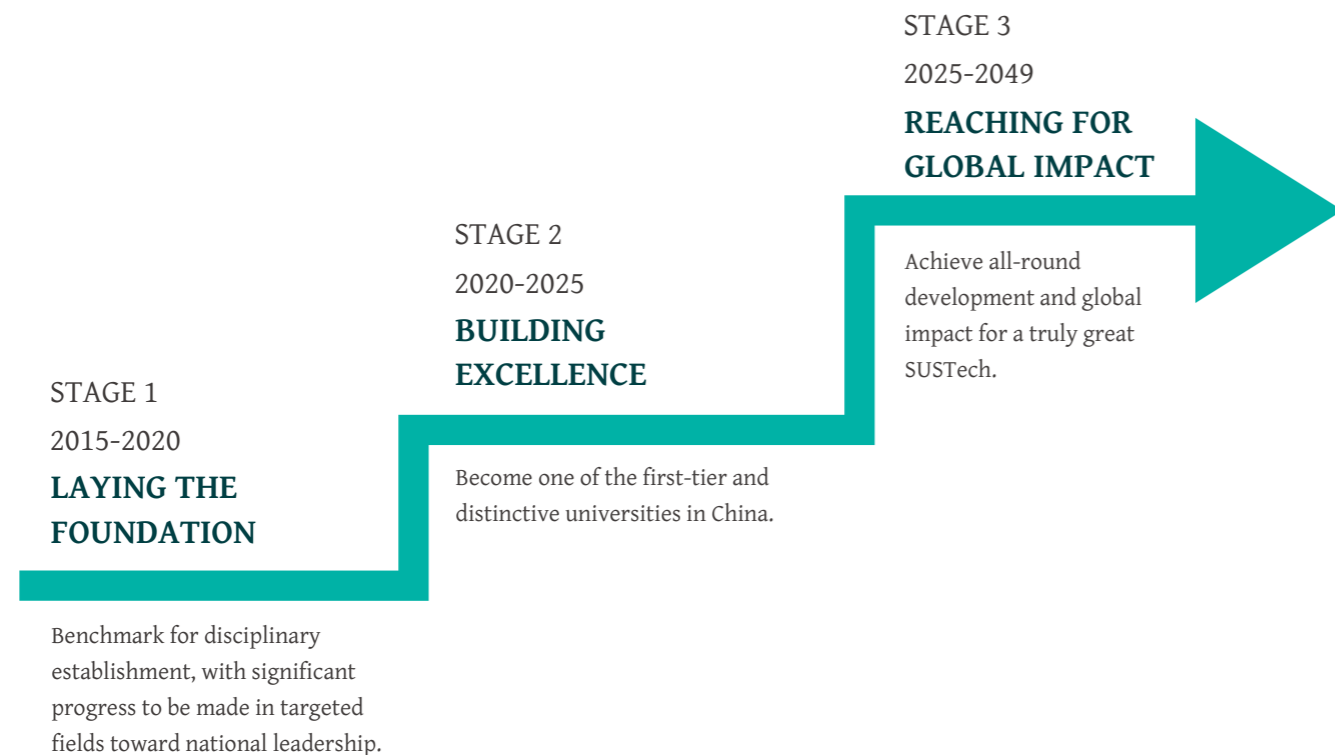 STAGE 1
2015-2020
LAYING THE
FOUNDATION
Benchmark for disciplinary
establishment, with significant
progress to be made in targeted
fields toward national leadership.
STAGE 2
2020-2025
BUILDING
EXCELLENCE
Become one of the first-tier and
distinctive universities in China.
STAGE 3
2025-2049
REACHING FOR
GLOBAL IMPACT
Achieve all-round
development and global
impact for a truly great
SUSTech.